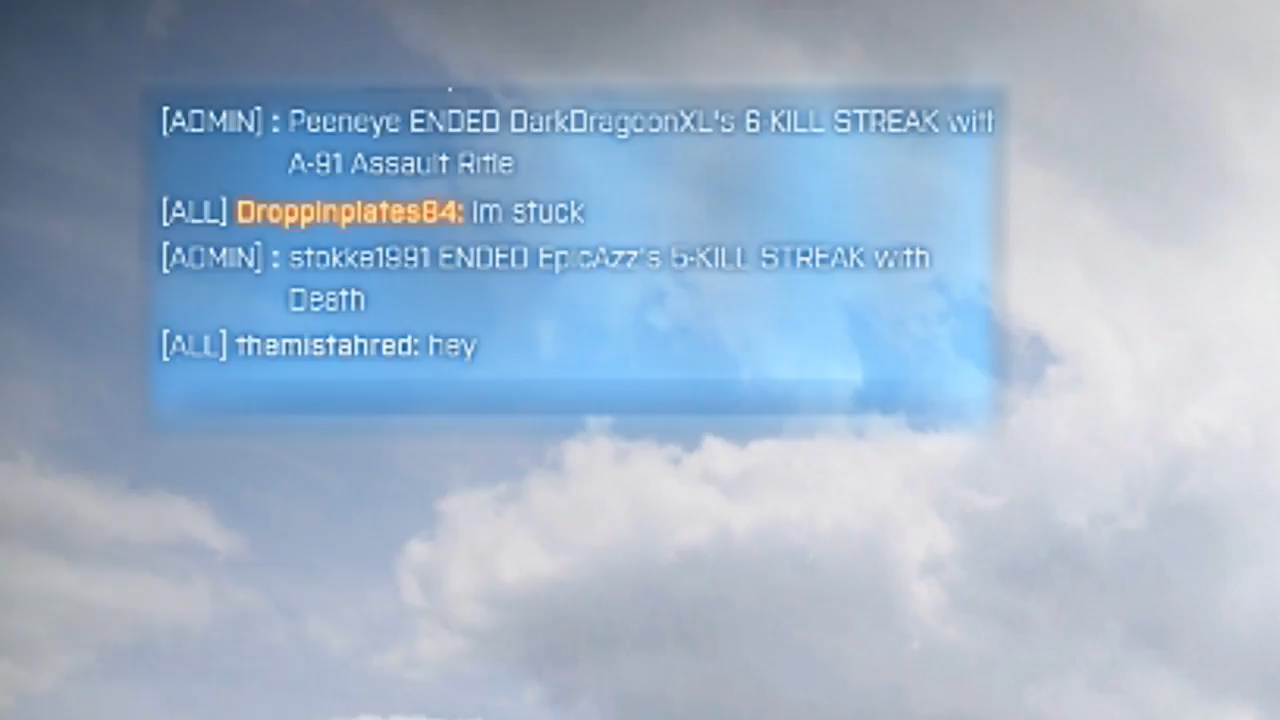 [ADMIN] : Peeneye ENDED DarkDragoonXL's 6-KILL STREAK with
A-91 Assault Rifle
[ALL] Droppinplates84: im stuck
[ADMIN] : stokke1991 ENDED EpicAzz's 5-KILL STREAK with
Death
[ALL] themistahred: hey